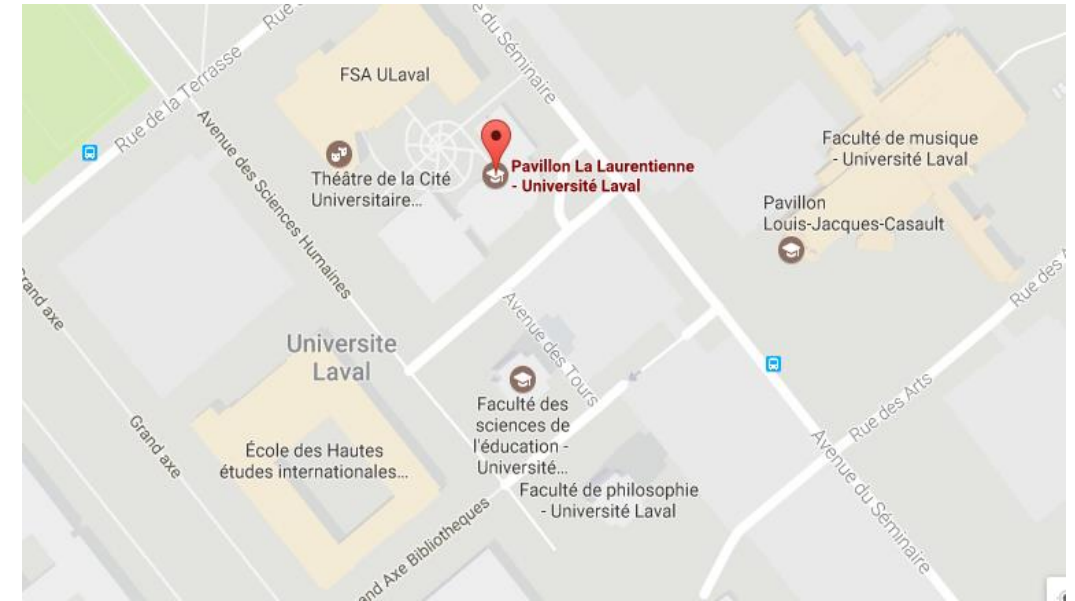 Rue
e du Séminaire
FSA ULaval
Rue de la Terrasse
Avenue des Sciences Humaines
Théâtre de la Cité
Universitaire...
Pavillon La Laurentienne
- Université Laval
Faculté de musique
- Université Laval
Pavillon
Louis-Jacques-Casault
Rue des A
rand axe
Avenue des Tours
Universite
Laval
Faculté des
sciences de
l'éducation -
Université...
Rue des Arts
Grand axe
École des Hautes
études internationales...
Avenue du Séminaire
Faculté de philosophie
- Université Laval
and Axe Bibliotheques